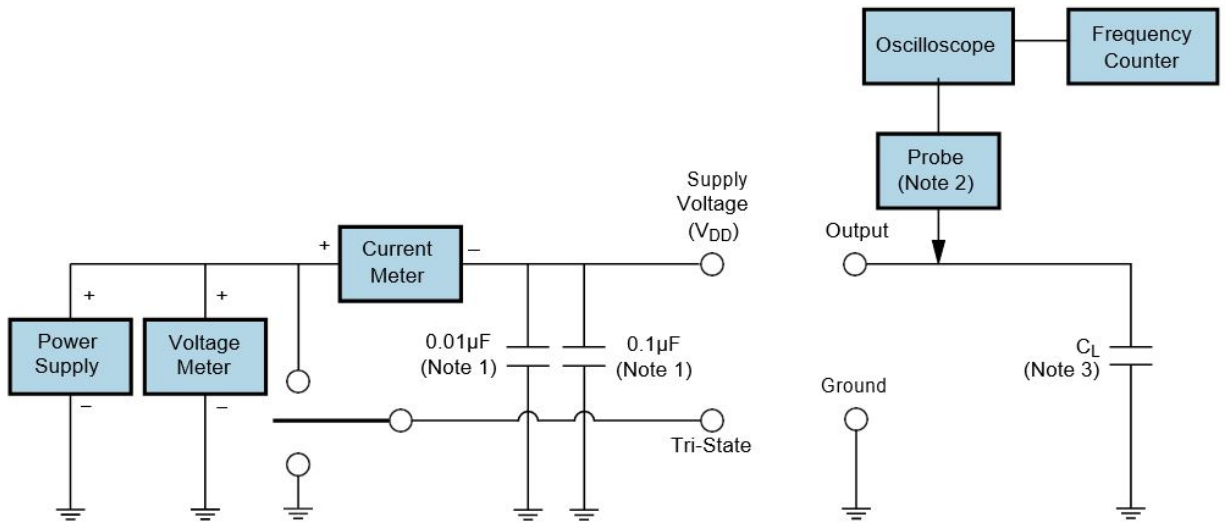 Oscilloscope
Frequency
Counter
Probe
(Note 2)
Supply
Voltage
(VDD)
Output
+
Current
Meter
–
+
Power
Supply
–
+
Voltage
Meter
–
0.01µF
(Note 1)
0.1µF
(Note 1)
CL
(Note 3)
Ground
Tri-State